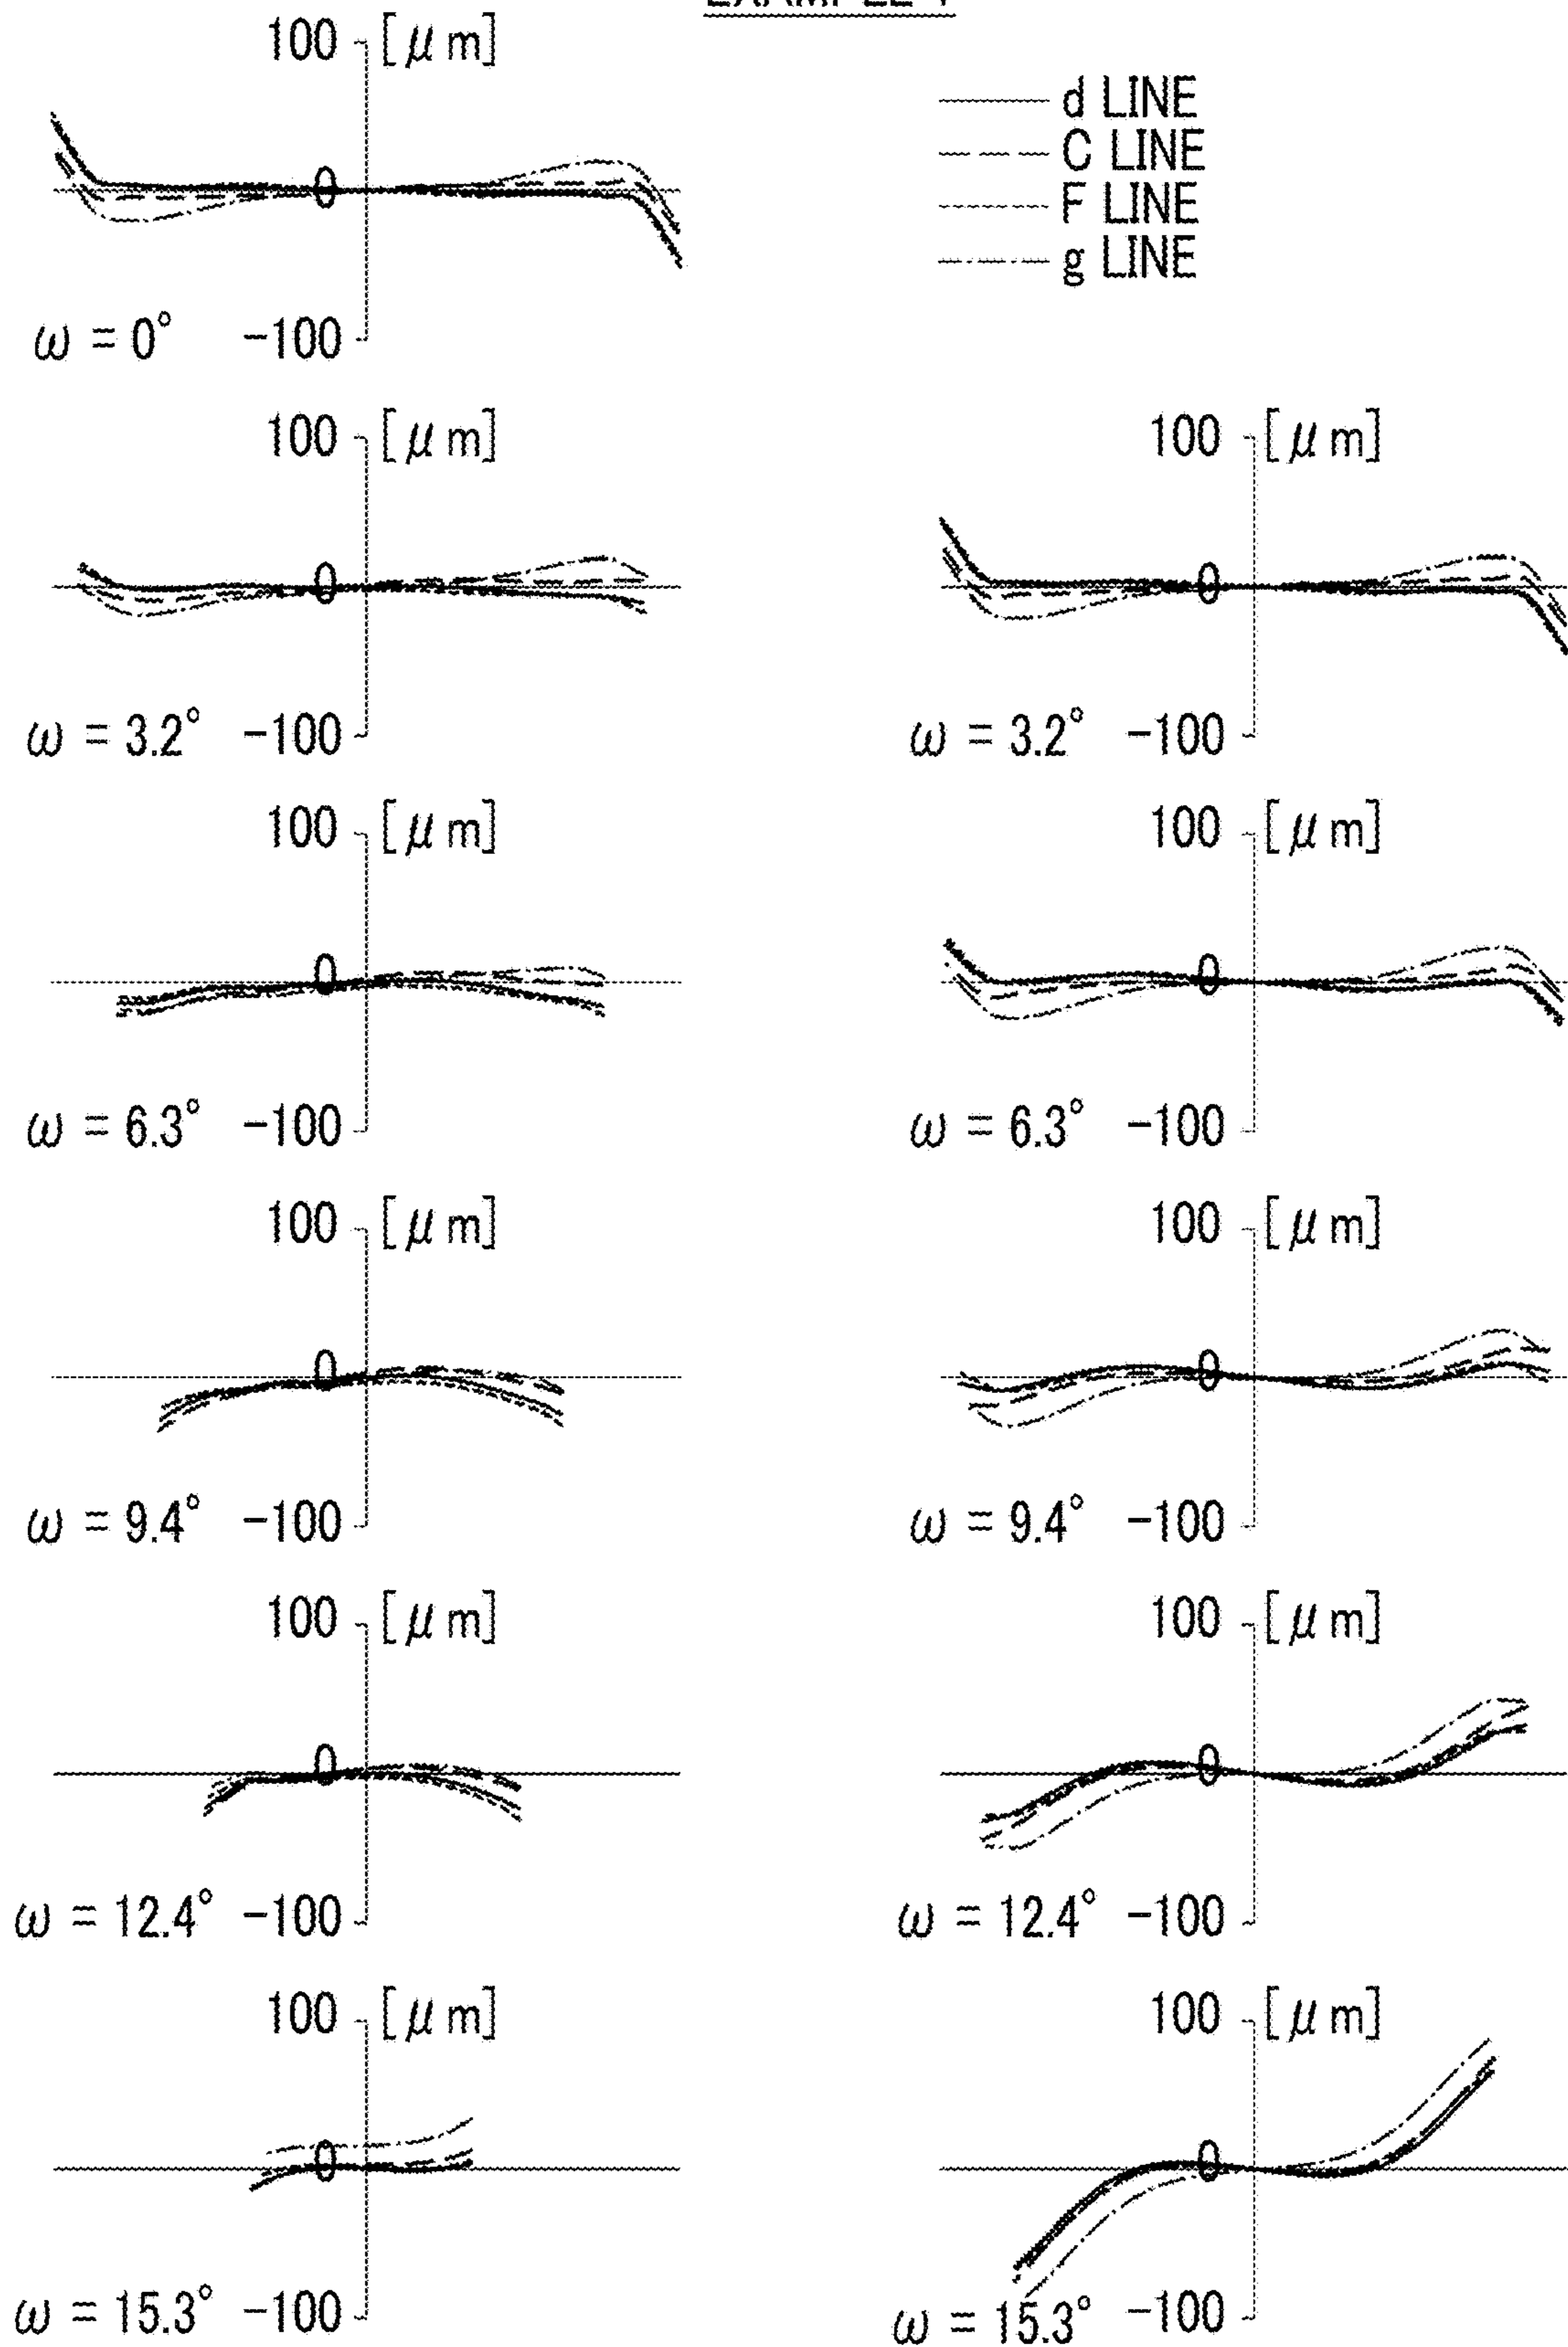 100 [μm]
0
ω = 0° -100
d LINE
C LINE
F LINE
g LINE
100 [μm]
0
ω = 3.2° -100
100 [μm]
0
ω = 3.2° -100
100 [μm]
0
ω = 6.3° -100
100 [μm]
0
ω = 6.3° -100
100 [μm]
0
ω = 9.4° -100
100 [μm]
0
ω = 9.4° -100
100 [μm]
0
ω = 12.4° -100
100 [μm]
0
ω = 12.4° -100
100 [μm]
0
ω = 15.3° -100
100 [μm]
0
ω = 15.3° -100